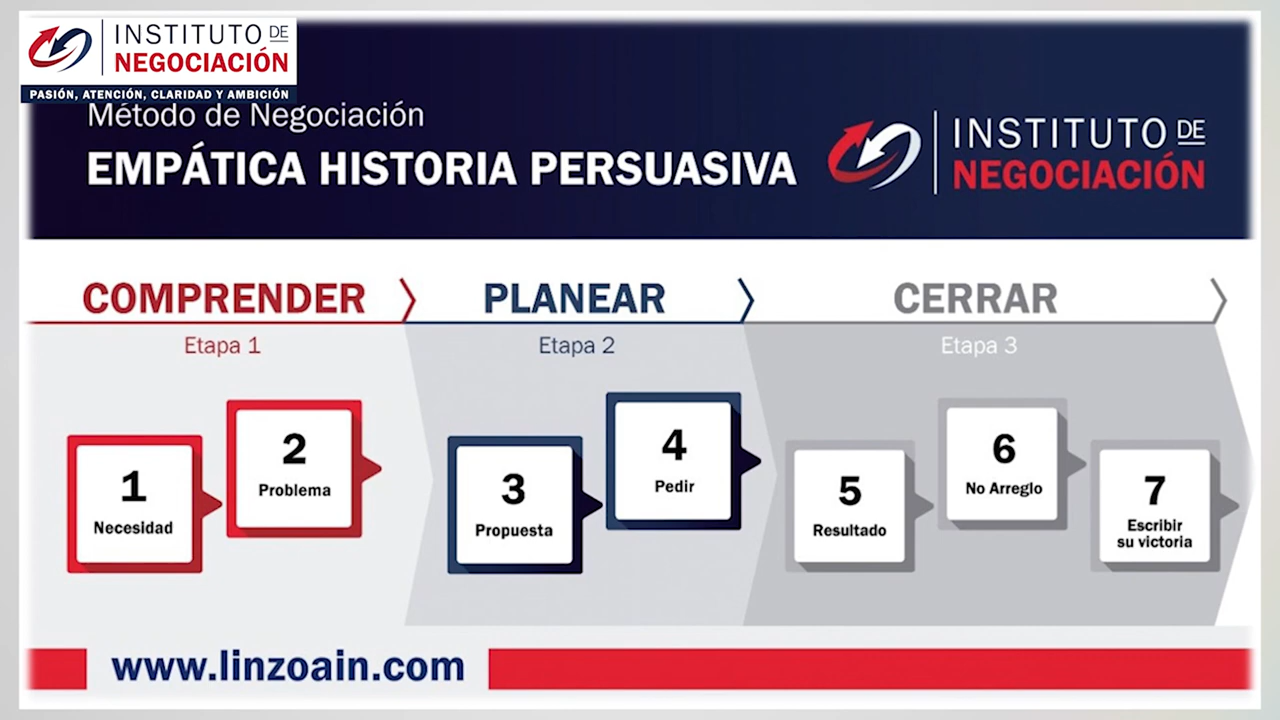 INSTITUTO DE
NEGOCIACIÓN
PASIÓN, ATENCIÓN, CLARIDAD Y AMBICIÓN
Método de Negociación
EMPÁTICA HISTORIA PERSUASIVA
INSTITUTO DE
NEGOCIACIÓN
COMPRENDER
Etapa 1
1
Necesidad
2
Problema
PLANEAR
Etapa 2
3
Propuesta
4
Pedir
CERRAR
Etapa 3
5
Resultado
6
No Arreglo
7
Escribir
su victoria
www.linzoain.com